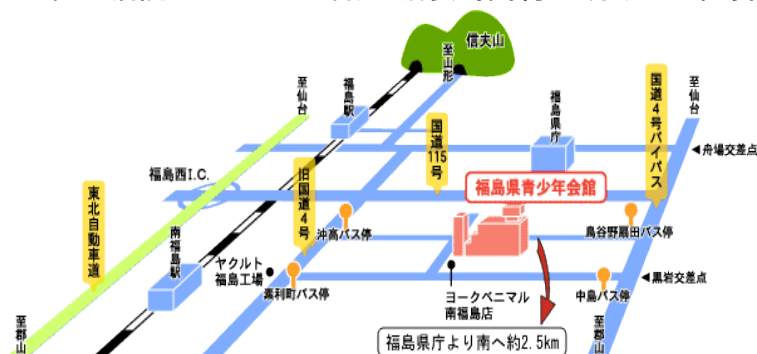 信夫山
至山形
福島駅
至仙台
国道115号
福島県庁
国道4号バイパス
至仙台
舟場交差点
福島西I.C.
福島県青少年会館
東北自動車道
旧国道4号
沖高バス停
鳥谷野扇田バス停
南福島駅
ヤクルト
福島工場
黒岩交差点
ヨークベニマル
南福島店
中島バス停
至郡山
至郡山
福島県庁より南へ約2.5km